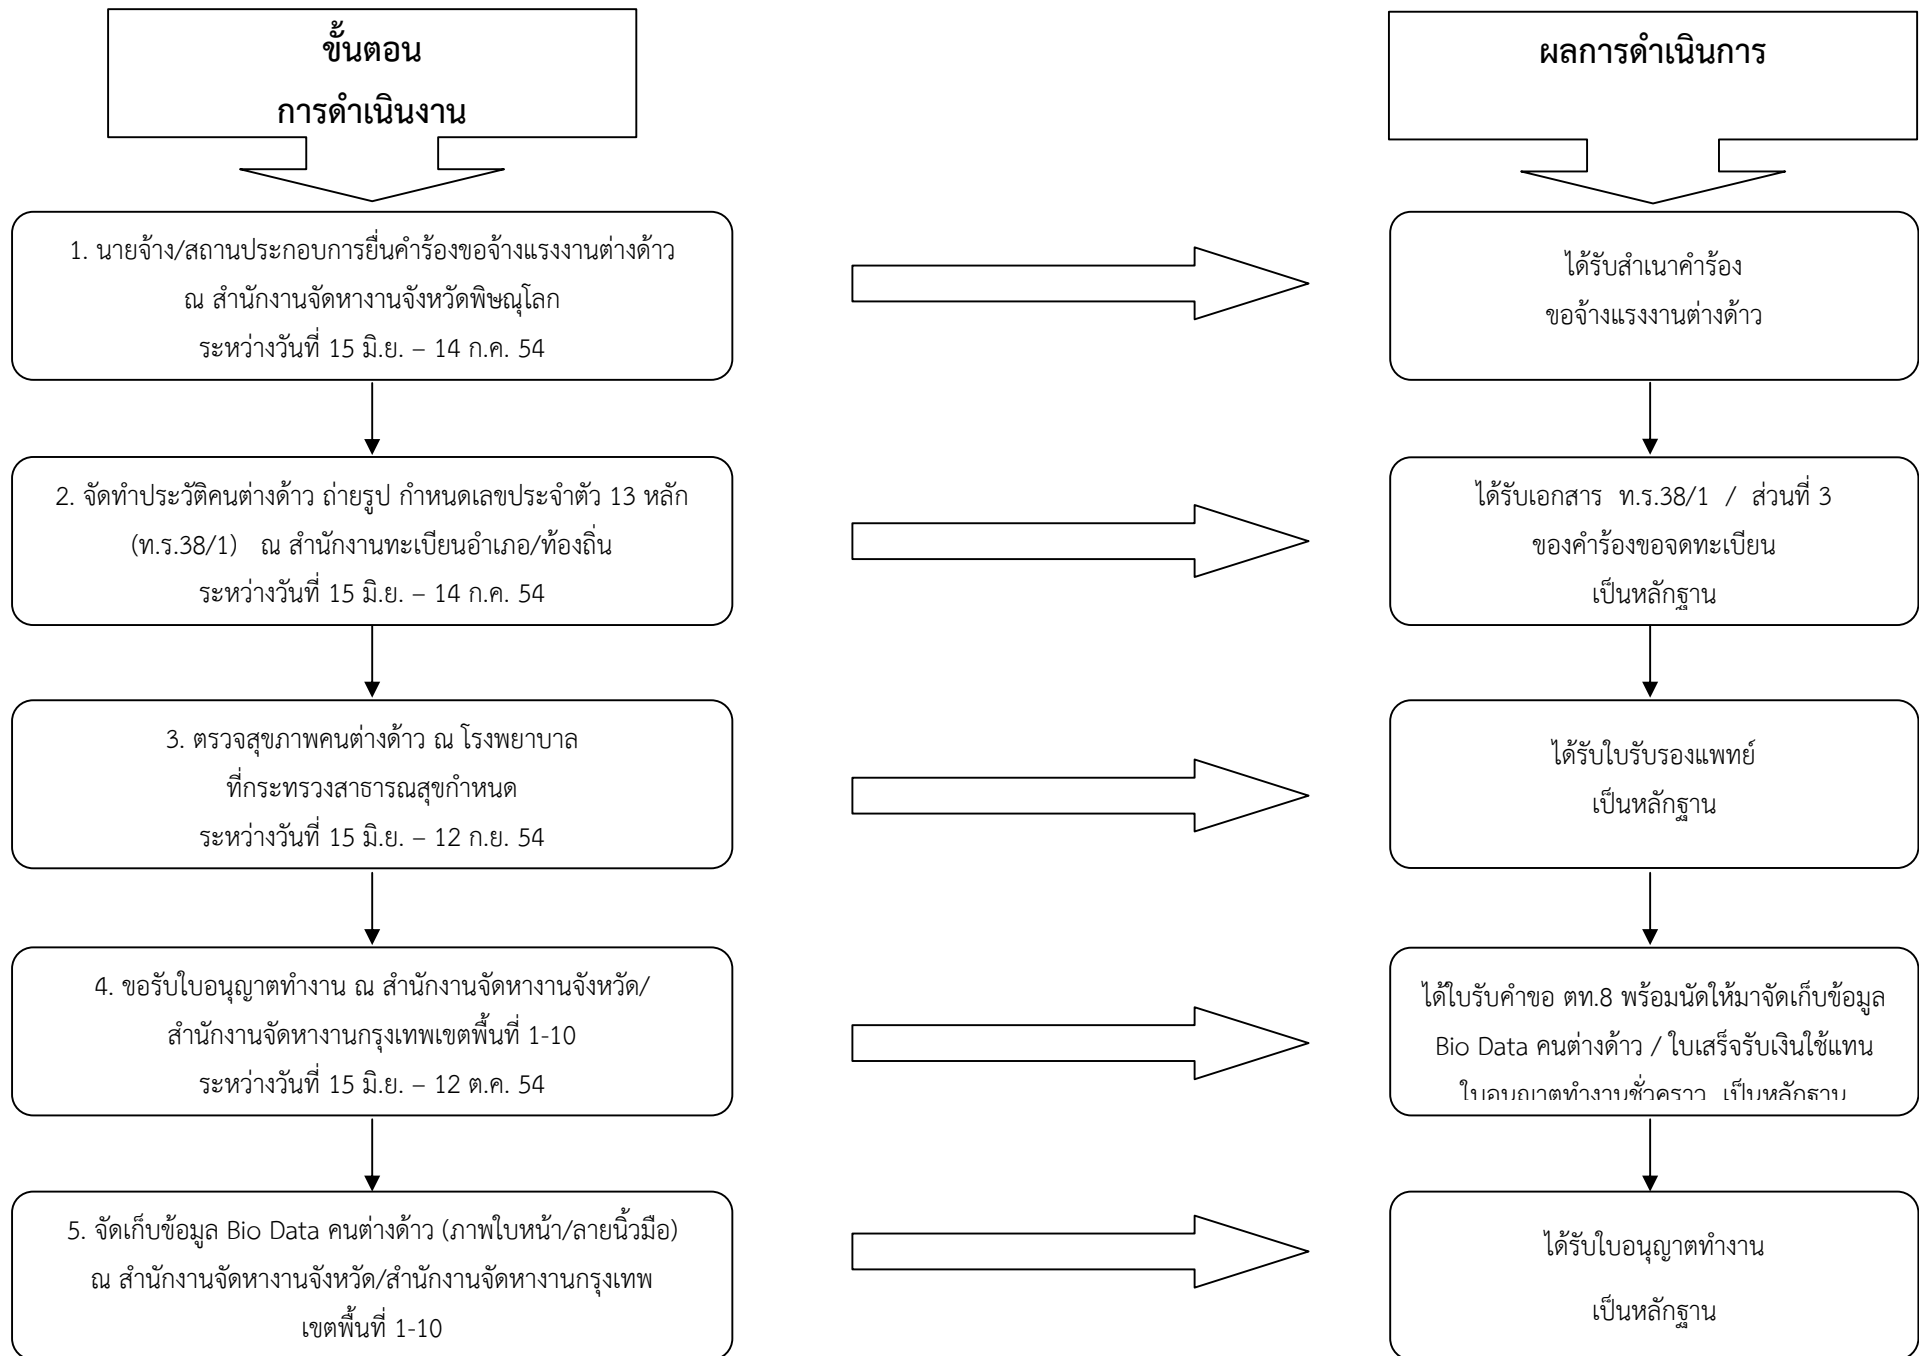 ขั้นตอน
การดำเนินงาน
ผลการดำเนินการ
1. นายจ้าง/สถานประกอบการยื่นคำร้องขอจ้างแรงงานต่างด้าว
ณ สำนักงานจัดหางานจังหวัดพิษณุโลก
ระหว่างวันที่ 15 มิ.ย. – 14 ก.ค. 54
ได้รับสำเนาคำร้อง
ขอจ้างแรงงานต่างด้าว
2. จัดทำประวัติคนต่างด้าว ถ่ายรูป กำหนดเลขประจำตัว 13 หลัก
(ท.ร.38/1) ณ สำนักงานทะเบียนอำเภอ/ท้องถิ่น
ระหว่างวันที่ 15 มิ.ย. – 14 ก.ค. 54
ได้รับเอกสาร ท.ร.38/1 / ส่วนที่ 3
ของคำร้องขอจดทะเบียน
เป็นหลักฐาน
3. ตรวจสุขภาพคนต่างด้าว ณ โรงพยาบาล
ที่กระทรวงสาธารณสุขกำหนด
ระหว่างวันที่ 15 มิ.ย. – 12 ก.ย. 54
ได้รับใบรับรองแพทย์
เป็นหลักฐาน
4. ขอรับใบอนุญาตทำงาน ณ สำนักงานจัดหางานจังหวัด/
สำนักงานจัดหางานกรุงเทพเขตพื้นที่ 1-10
ระหว่างวันที่ 15 มิ.ย. – 12 ต.ค. 54
ได้ใบรับคำขอ ตท.8 พร้อมนัดให้มาจัดเก็บข้อมูล
Bio Data คนต่างด้าว / ใบเสร็จรับเงินใช้แทน
ใบอนุญาตทำงานชั่วคราว เป็นหลักฐาน
5. จัดเก็บข้อมูล Bio Data คนต่างด้าว (ภาพใบหน้า/ลายนิ้วมือ)
ณ สำนักงานจัดหางานจังหวัด/สำนักงานจัดหางานกรุงเทพ
เขตพื้นที่ 1-10
ได้รับใบอนุญาตทำงาน
เป็นหลักฐาน